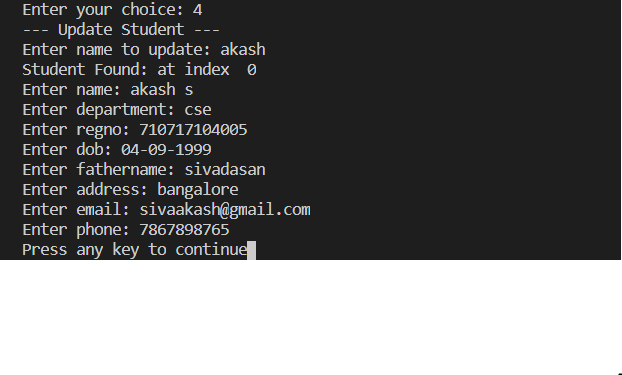 Enter your choice: 4
--- Update Student ---
Enter name to update: akash
Student Found: at index  0
Enter name: akash s
Enter department: cse
Enter regno: 710717104005
Enter dob: 04-09-1999
Enter fathername: sivadasan
Enter address: bangalore
Enter email: sivaakash@gmail.com
Enter phone: 7867898765
Press any key to continue